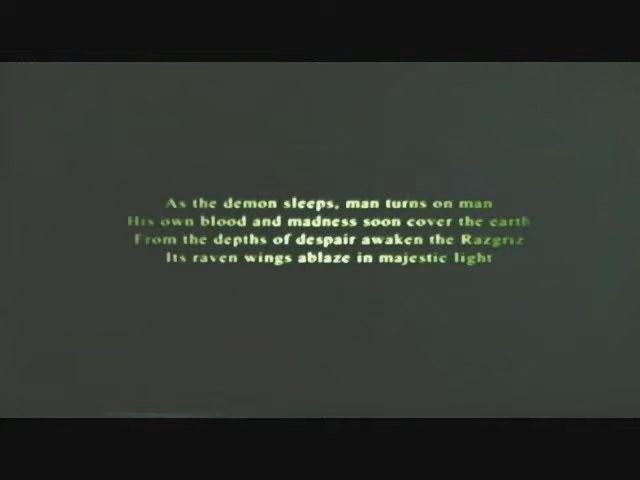 As the demon sleeps, man turns on man
His own blood and madness soon cover the earth
From the depths of despair awaken the Razgriz
Its raven wings ablaze in majestic light